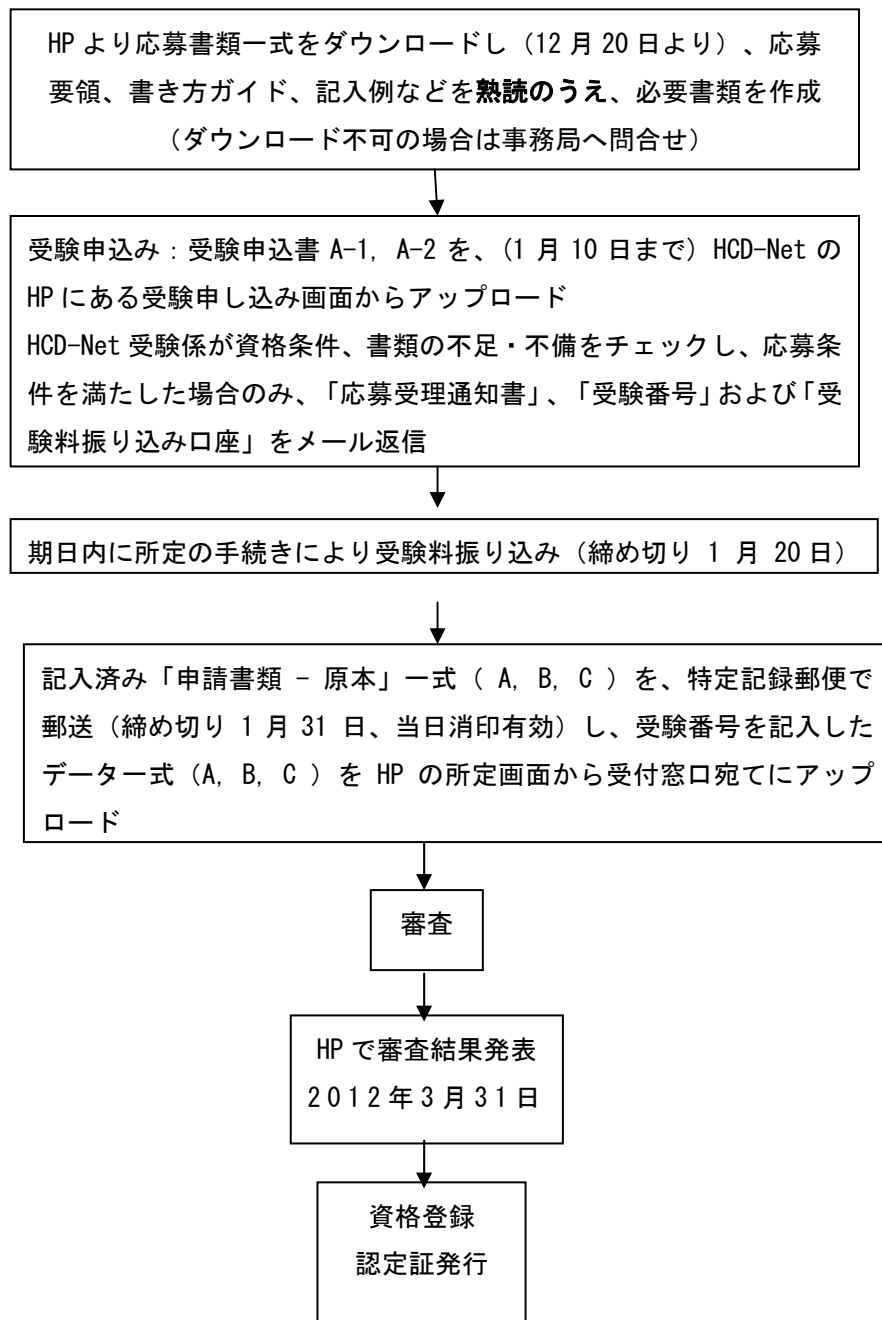 HP より応募書類一式をダウンロードし（12 月 20 日より）、応募
要領、書き方ガイド、記入例などを熟読のうえ、必要書類を作成
（ダウンロード不可の場合は事務局へ問合せ）
受験申込み：受験申込書 A-1, A-2 を、(1 月 10 日まで) HCD-Net の
HP にある受験申し込み画面からアップロード
HCD-Net 受験係が資格条件、書類の不足・不備をチェックし、応募条
件を満たした場合のみ、「応募受理通知書」、「受験番号」および「受
験料振り込み口座」をメール返信
期日内に所定の手続きにより受験料振り込み（締め切り 1 月 20 日）
記入済み「申請書類 – 原本」一式（ A, B, C ）を、特定記録郵便で
郵送（締め切り 1 月 31 日、当日消印有効）し、受験番号を記入した
データ一式（A, B, C ）を HP の所定画面から受付窓口宛てにアップ
ロード
審査
HP で審査結果発表
2012年3月31日
資格登録
認定証発行